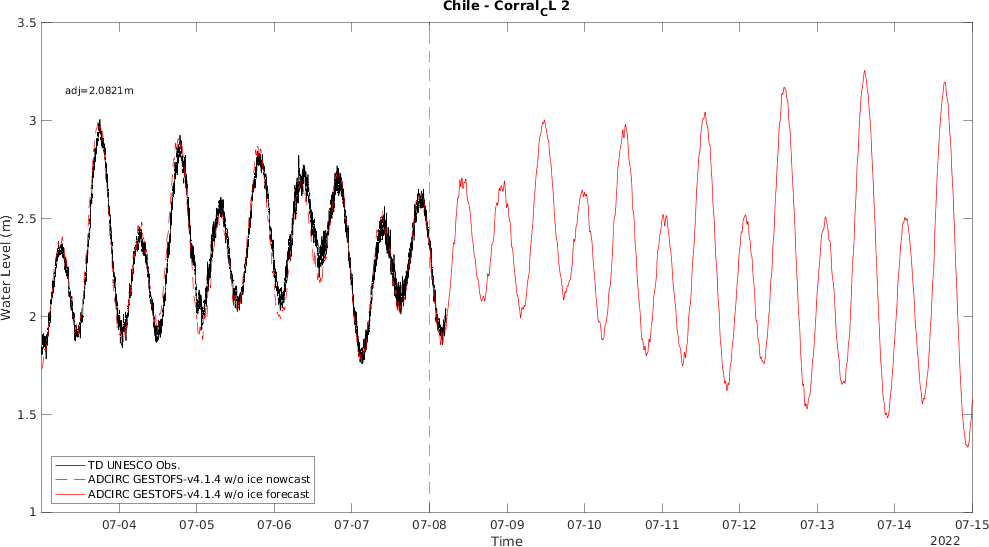 Chile - Corral_CL 2
3.5
adj=2.0821m
3
2.5
Water Level (m)
2
1.5
TD UNESCO Obs.
ADCIRC GESTOFS-v4.1.4 w/o ice nowcast
ADCIRC GESTOFS-v4.1.4 w/o ice forecast
1
07-04 07-05 07-06 07-07 07-08 07-09 07-10 07-11 07-12 07-13 07-14 07-15
Time
2022